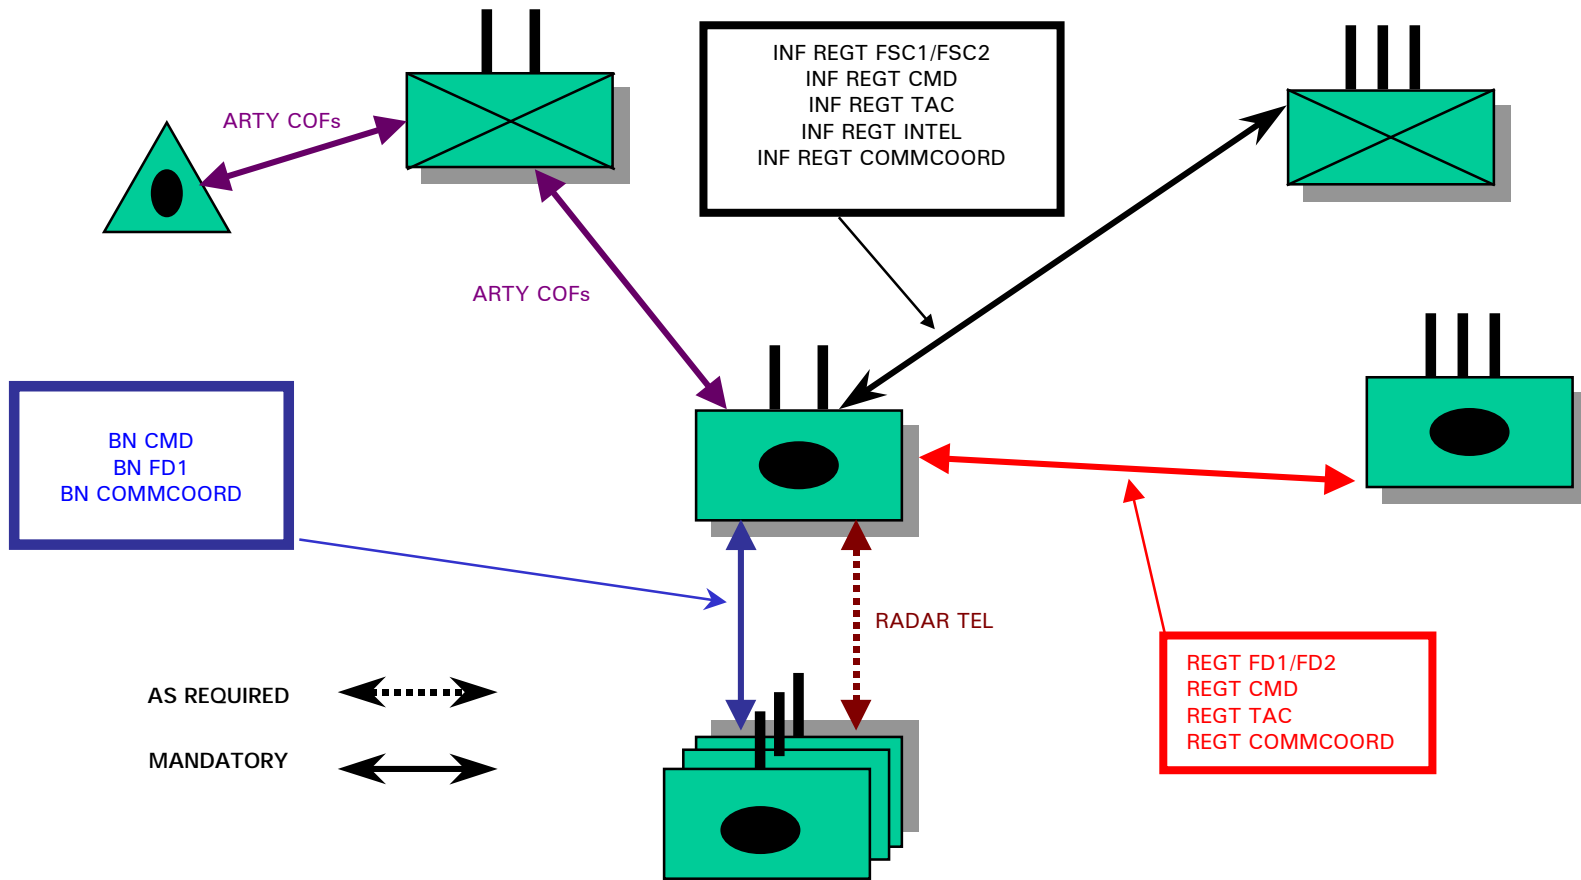 INF REGT FSC1/FSC2
INF REGT CMD
INF REGT TAC
INF REGT INTEL
INF REGT COMMCOORD
ARTY COFs
ARTY COFs
BN CMD
BN FD1
BN COMMCOORD
RADAR TEL
REGT FD1/FD2
REGT CMD
REGT TAC
REGT COMMCOORD
AS REQUIRED
MANDATORY